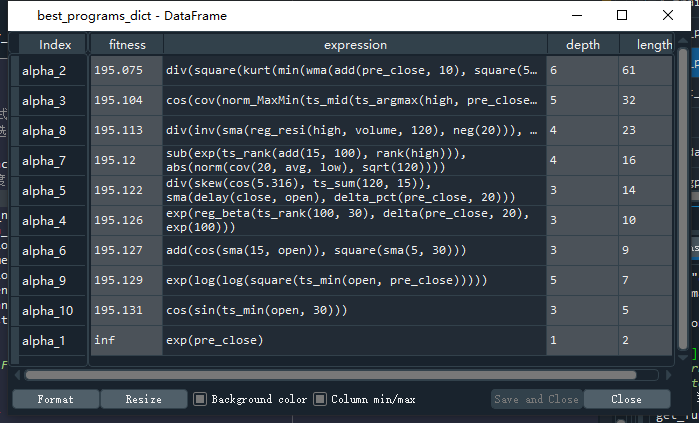 best_programs_dict - DataFrame
Index fitness expression depth length
alpha_2 195.075 div(square(kurt(min(wma(add(pre_close, 10), square(5… 6 61
alpha_3 195.104 cos(cov(norm_MaxMin(ts_mid(ts_argmax(high, pre_close… 5 32
alpha_8 195.113 div(inv(sma(reg_resi(high, volume, 120), neg(20))), … 4 23
alpha_7 195.12 sub(exp(ts_rank(add(15, 100), rank(high))),
abs(norm(cov(20, avg, low), sqrt(120)))) 4 16
alpha_5 195.122 div(skew(cos(5.316), ts_sum(120, 15)),
sma(delay(close, open), delta_pct(pre_close, 20))) 3 14
alpha_4 195.126 exp(reg_beta(ts_rank(100, 30), delta(pre_close, 20),
exp(100))) 3 10
alpha_6 195.127 add(cos(sma(15, open)), square(sma(5, 30))) 3 9
alpha_9 195.129 exp(log(log(square(ts_min(open, pre_close))))) 5 7
alpha_10 195.131 cos(sin(ts_min(open, 30))) 3 5
alpha_1 inf exp(pre_close) 1 2
Format Resize Background color Column min/max Save and Close Close